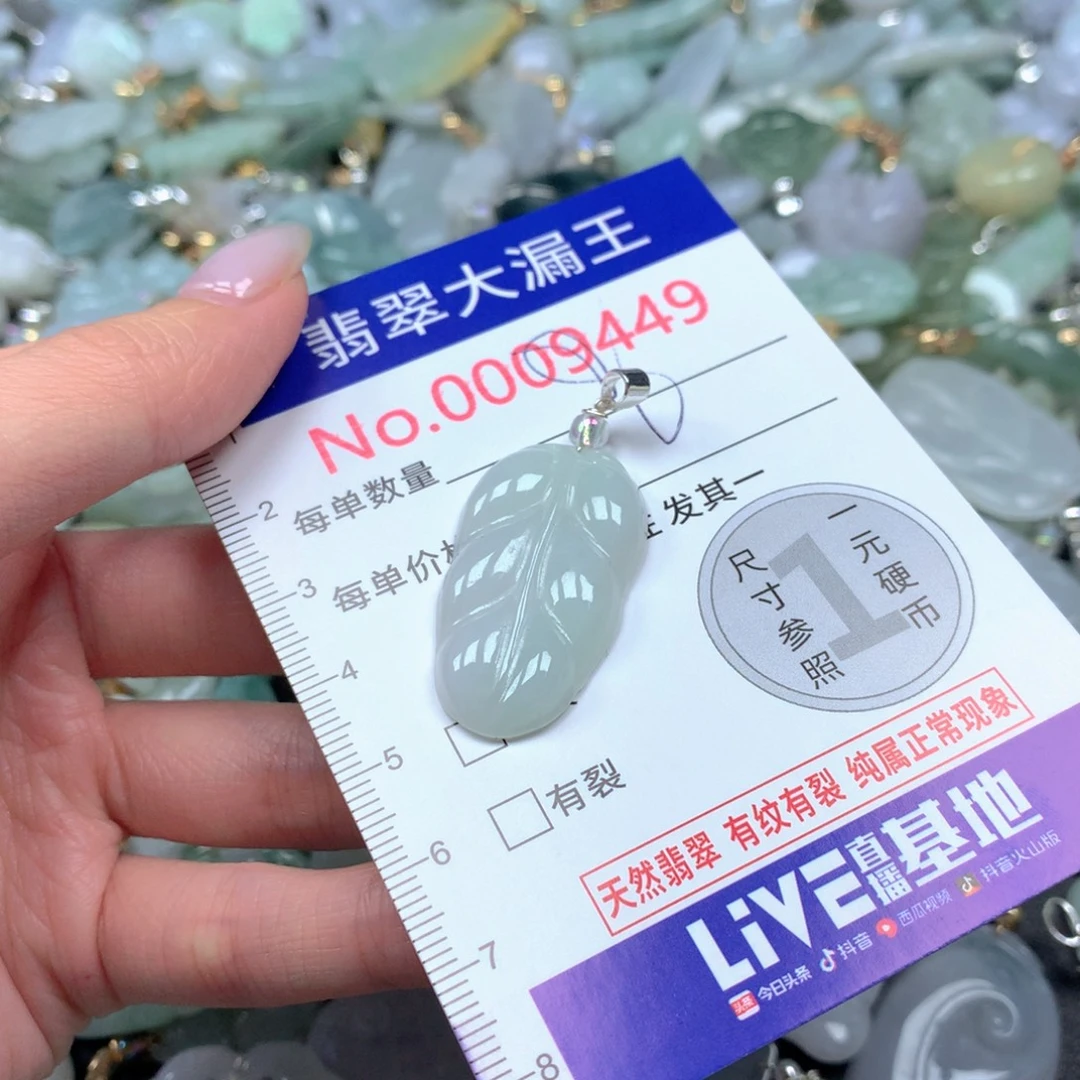 翡翠大漏王
No.0009449
每单数量
每单价格
发其一
2
3
4
5
6
7
8
一元硬币
1
尺寸参照
有裂
天然翡翠 有纹有裂 纯属正常现象
LiVE直播基地
今日头条 抖音 西瓜视频 抖音火山版
头条